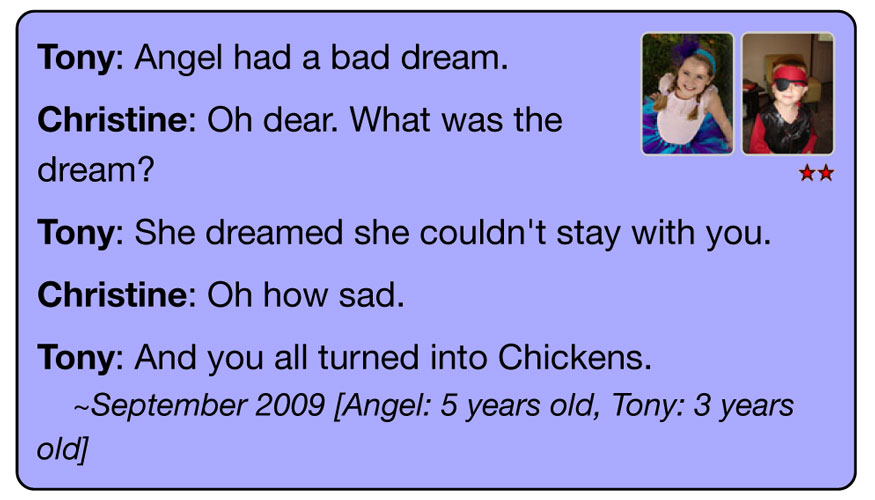 Tony: Angel had a bad dream.
Christine: Oh dear. What was the
dream?
Tony: She dreamed she couldn't stay with you.
Christine: Oh how sad.
Tony: And you all turned into Chickens.
~September 2009 [Angel: 5 years old, Tony: 3 years
old]